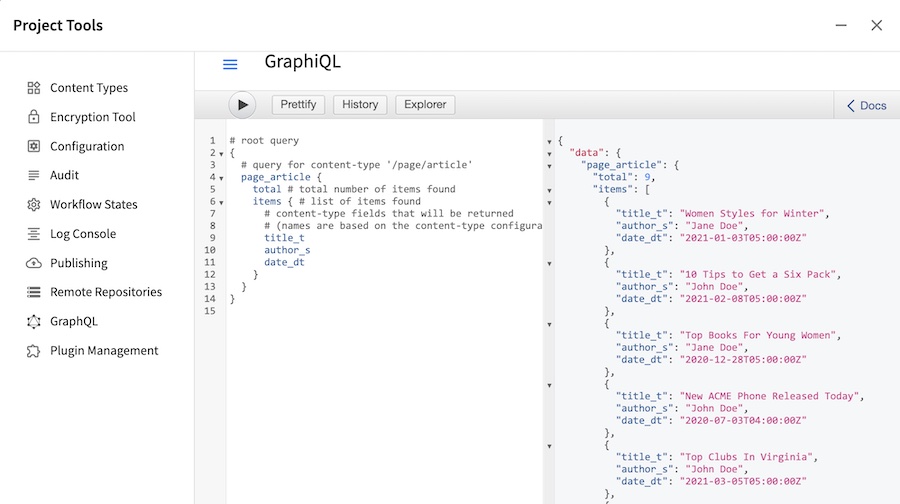 Project Tools
Content Types
Encryption Tool
Configuration
Audit
Workflow States
Log Console
Publishing
Remote Repositories
GraphQL
Plugin Management
GraphiQL
Prettify
History
Explorer
Docs
1 # root query
2 {
3 # query for content-type '/page/article'
4 page_article {
5 total # total number of items found
6 items { # list of items found
7 # content-type fields that will be returned
8 # (names are based on the content-type configura
9 title_t
10 author_s
11 date_dt
12 }
13 }
14 }
15
{
"data": {
"page_article": {
"total": 9,
"items": [
{
"title_t": "Women Styles for Winter",
"author_s": "Jane Doe",
"date_dt": "2021-01-03T05:00:00Z"
},
{
"title_t": "10 Tips to Get a Six Pack",
"author_s": "John Doe",
"date_dt": "2021-02-08T05:00:00Z"
},
{
"title_t": "Top Books For Young Women",
"author_s": "Jane Doe",
"date_dt": "2020-12-28T05:00:00Z"
},
{
"title_t": "New ACME Phone Released Today",
"author_s": "John Doe",
"date_dt": "2020-07-03T04:00:00Z"
},
{
"title_t": "Top Clubs In Virginia",
"author_s": "John Doe",
"date_dt": "2021-03-05T05:00:00Z"
},